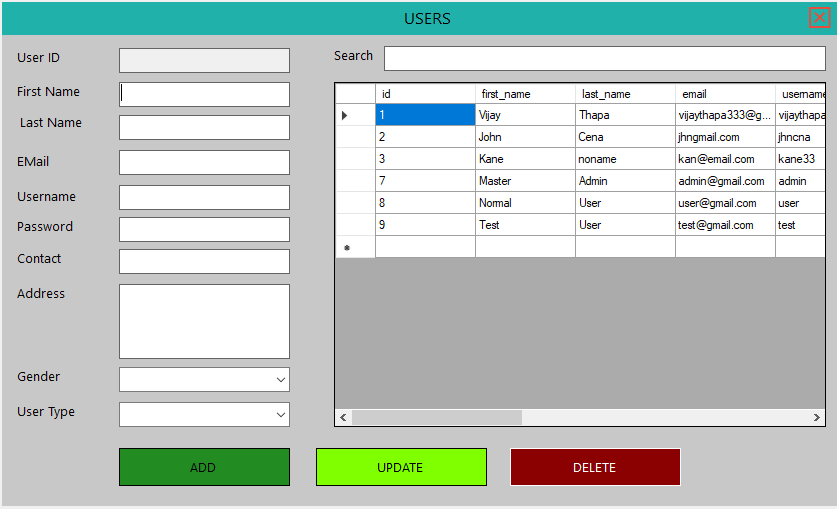 USERS
User ID
First Name
Last Name
EMail
Username
Password
Contact
Address
Gender
User Type
Search
id first_name last_name email username
1 Vijay Thapa vijaythapa333@g... vijaythapa
2 John Cena jhngmail.com jhncna
3 Kane noname kan@email.com kane33
7 Master Admin admin@gmail.com admin
8 Normal User user@gmail.com user
9 Test User test@gmail.com test
ADD UPDATE DELETE